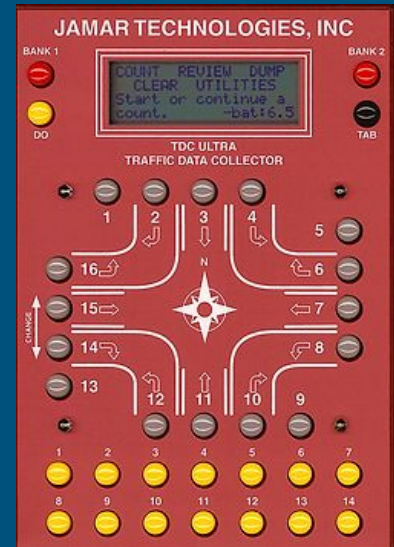 JAMAR TECHNOLOGIES, INC
BANK 1
BANK 2
COUNT REVIEW DUMP
CLEAR UTILITIES
Start or continue a
count. -bat:6.5
DO
TAB
TDC ULTRA
TRAFFIC DATA COLLECTOR
1 2 3 4
5
16 N 6
15 7
CHANGE
14 8
13
12 11 10 9
1 2 3 4 5 6 7
8 9 10 11 12 13 14